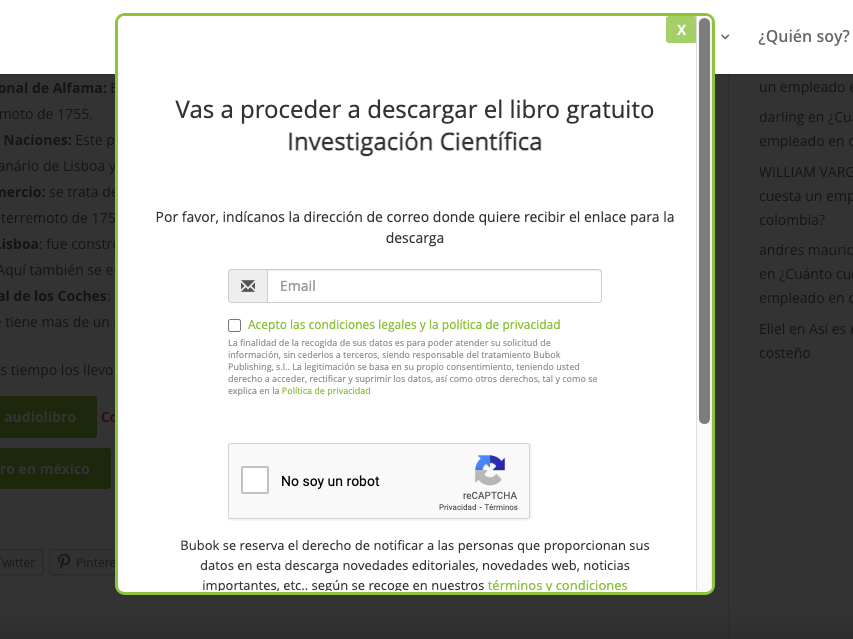 X
¿Quién soy?
Vas a proceder a descargar el libro gratuito
Investigación Científica
Por favor, indícanos la dirección de correo donde quiere recibir el enlace para la
descarga
Email
Acepto las condiciones legales y la política de privacidad
La finalidad de la recogida de sus datos es para poder atender su solicitud de
información, sin cederlos a terceros, siendo responsable del tratamiento Bubok
Publishing, s.l.. La legitimación se basa en su propio consentimiento, teniendo usted
derecho a acceder, rectificar y suprimir los datos, así como otros derechos, tal y como se
explica en la Política de privacidad
No soy un robot
reCAPTCHA
Privacidad - Términos
Bubok se reserva el derecho de notificar a las personas que proporcionan sus
datos en esta descarga novedades editoriales, novedades web, noticias
importantes, etc.. según se recoge en nuestros términos y condiciones
onal de Alfama:
moto de 1755.
Naciones: Este p
anário de Lisboa y
mercio: se trata de
terremoto de 175
Lisboa: fue constr
Aquí también se e
al de los Coches:
tiene mas de un
s tiempo los llevo
audiolibro
Co
ro en méxico
Twitter
Pintere
un empleado e
darling en ¿Cu
empleado en c
WILLIAM VARG
cuesta un emp
colombia?
andres mauric
en ¿Cuánto cue
empleado en c
Eliel en Así es
costeño